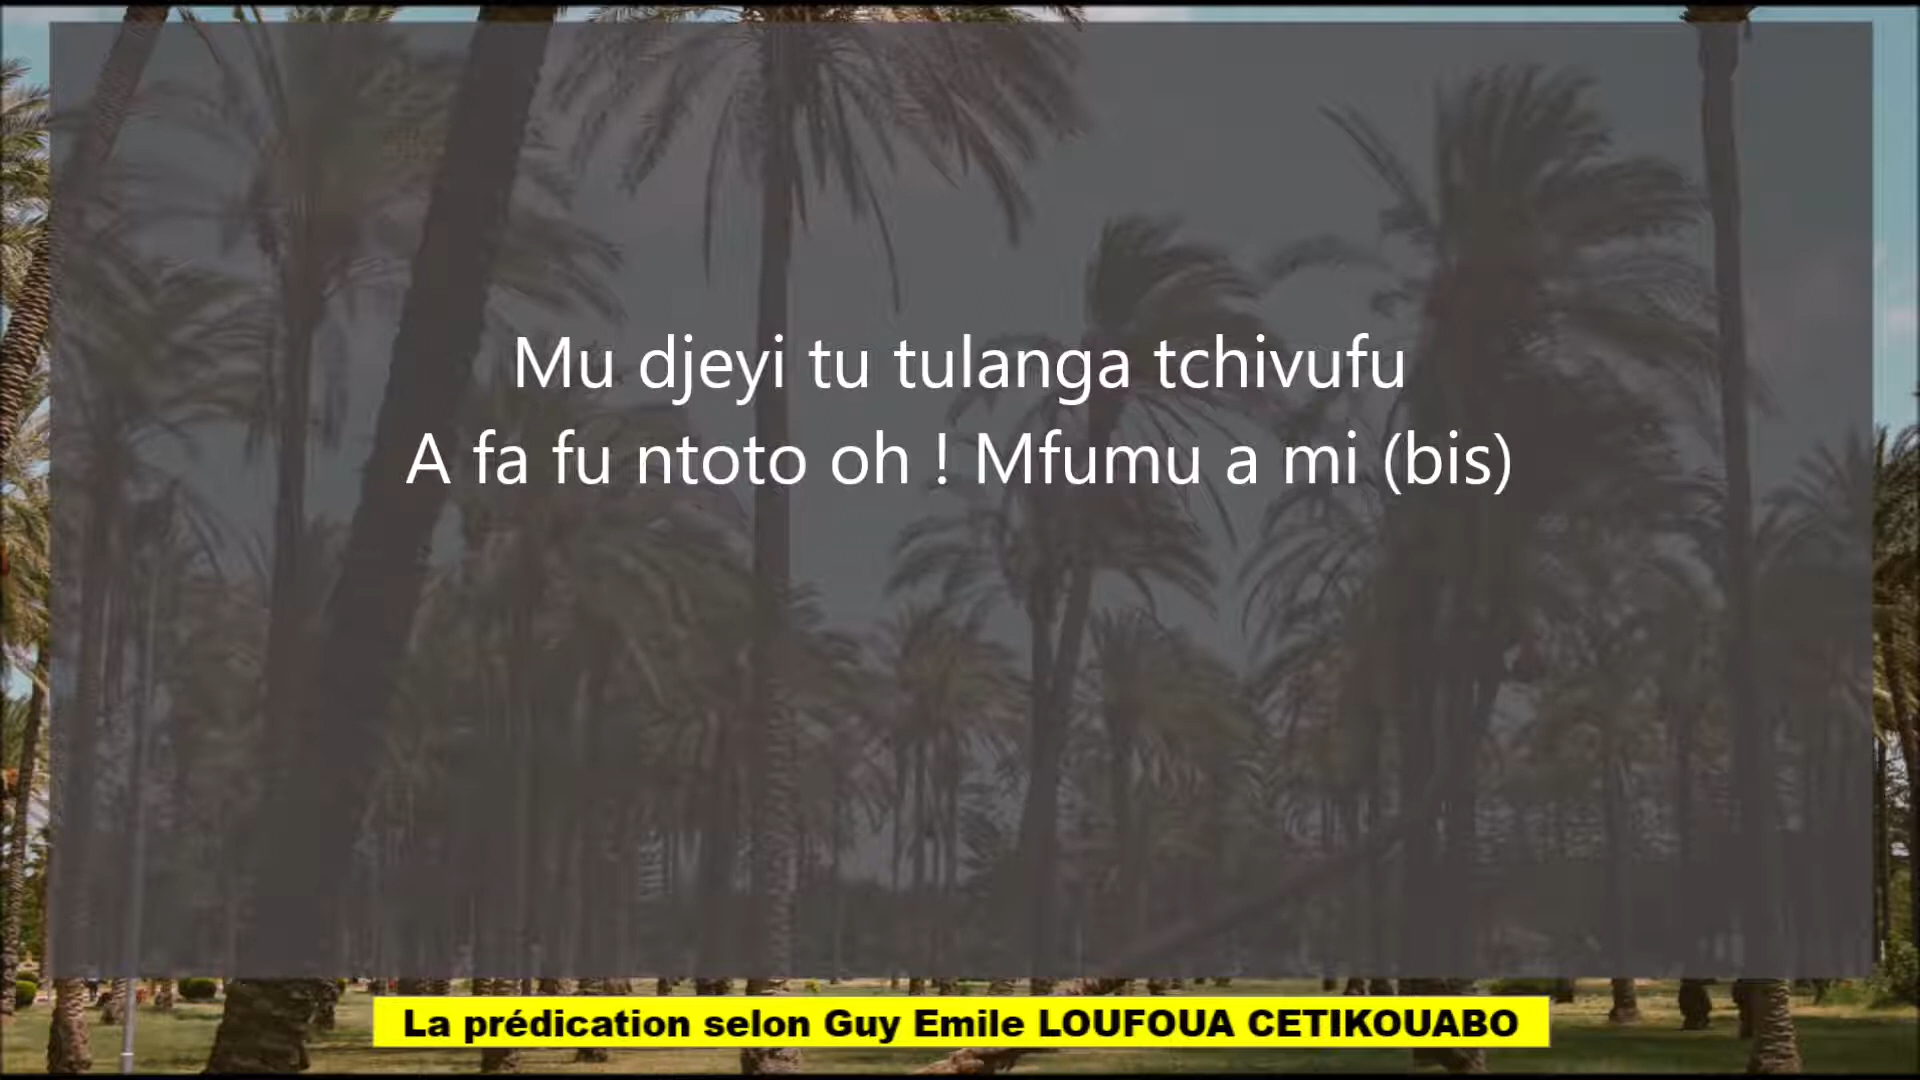 Mu djeyi tu tulanga tchivufu
A fa fu ntoto oh ! Mfumu a mi (bis)
La prédication selon Guy Emile LOUFOUA CETIKOUABO